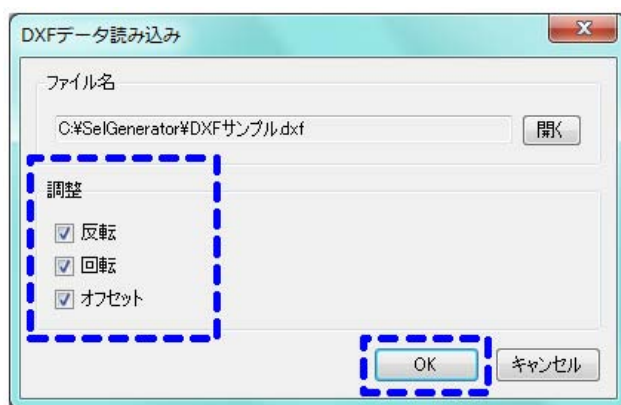 DXFデータ読み込み
ファイル名
C:¥SelGenerator¥DXFサンプル.dxf
開く
調整
反転
回転
オフセット
OK
キャンセル